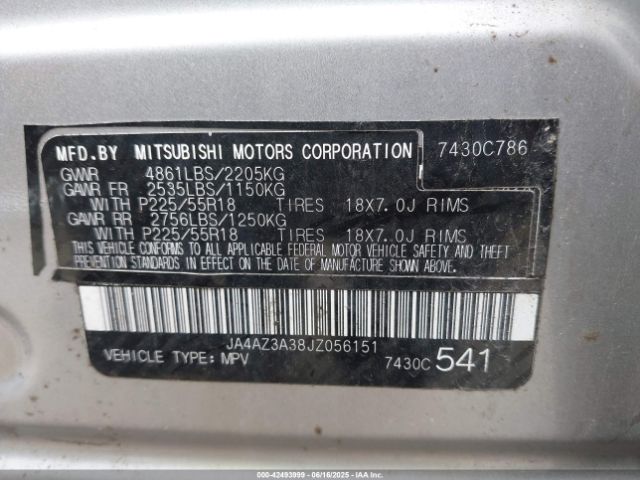 MFD.BY MITSUBISHI MOTORS CORPORATION 7430C786
GVWR 4861LBS/2205KG
GAWR FR 2535LBS/1150KG
WITH P225/55R18 TIRES 18X7.0J RIMS
GAWR RR 2756LBS/1250KG
WITH P225/55R18 TIRES 18X7.0J RIMS
THIS VEHICLE CONFORMS TO ALL APPLICABLE FEDERAL MOTOR VEHICLE SAFETY AND THEFT
PREVENTION STANDARDS IN EFFECT ON THE DATE OF MANUFACTURE SHOWN ABOVE.
JA4AZ3A38JZ056151
VEHICLE TYPE: MPV 7430C 541
000-42493999 - 06/16/2025 - IAAI.COM